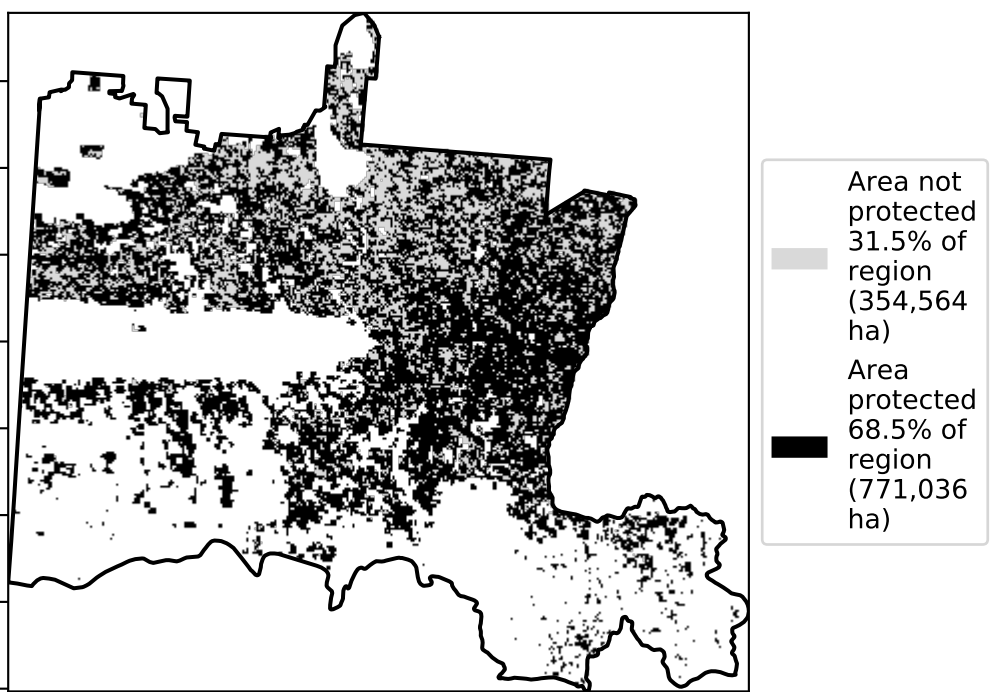 Area not
protected
31.5% of
region
(354,564
ha)
Area
protected
68.5% of
region
(771,036
ha)